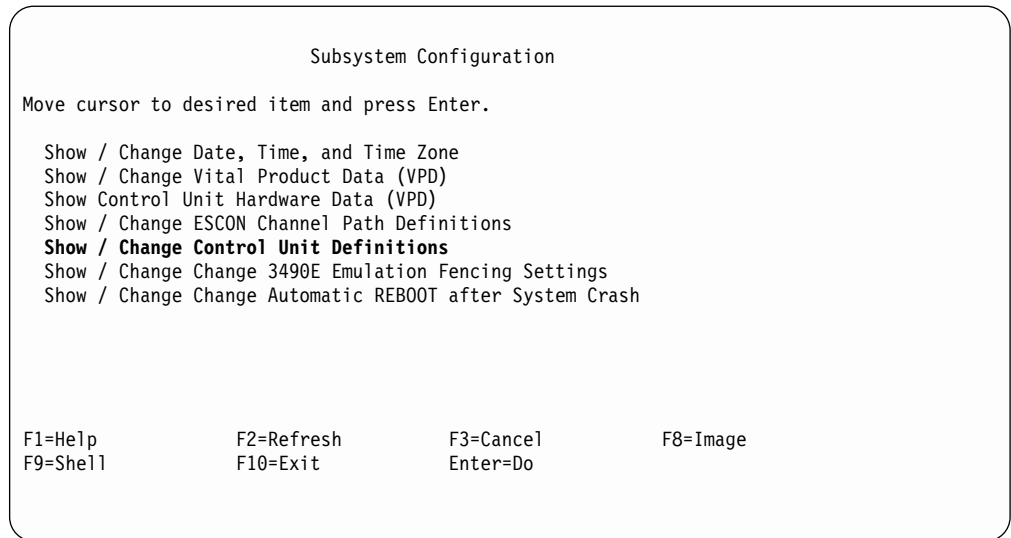 Subsystem Configuration
Move cursor to desired item and press Enter.
Show / Change Date, Time, and Time Zone
Show / Change Vital Product Data (VPD)
Show Control Unit Hardware Data (VPD)
Show / Change ESCON Channel Path Definitions
Show / Change Control Unit Definitions
Show / Change Change 3490E Emulation Fencing Settings
Show / Change Change Automatic REBOOT after System Crash
F1=Help F2=Refresh F3=Cancel F8=Image
F9=Shell F10=Exit Enter=Do